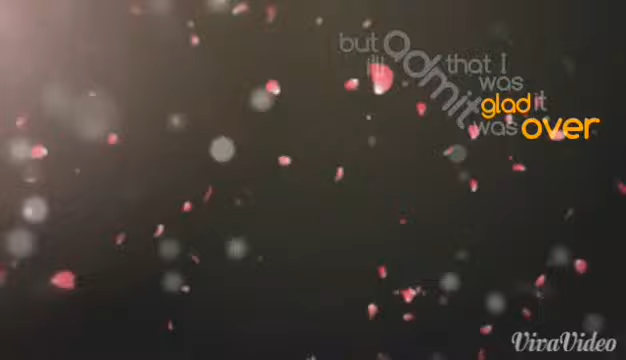 but
I'll
admit
that I
was
glad it
was over
VivaVideo